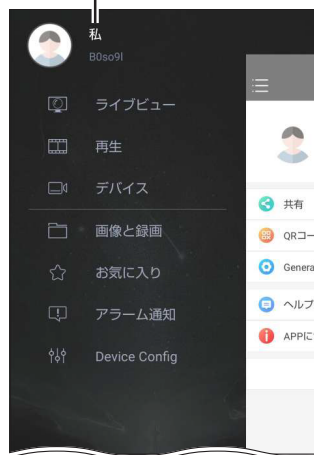 私
B0so9l
ライブビュー
再生
デバイス
画像と録画
お気に入り
アラーム通知
Device Config
共有
QRコー
Genera
ヘルプ
APPに